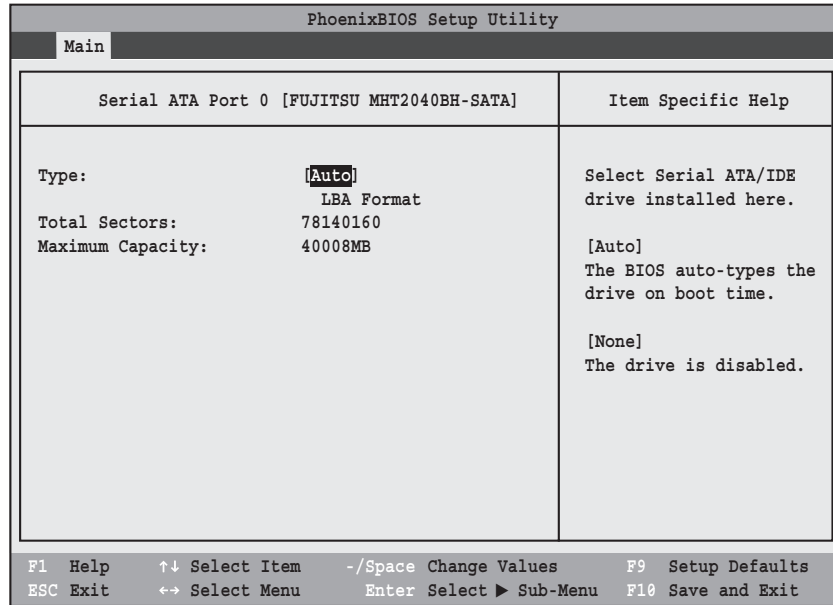 PhoenixBIOS Setup Utility
Main
Serial ATA Port 0 [FUJITSU MHT2040BH-SATA]
Item Specific Help
Type: [Auto]
LBA Format
Total Sectors: 78140160
Maximum Capacity: 40008MB
Select Serial ATA/IDE
drive installed here.
[Auto]
The BIOS auto-types the
drive on boot time.
[None]
The drive is disabled.
F1 Help ↑↓ Select Item -/Space Change Values F9 Setup Defaults
ESC Exit ←→ Select Menu Enter Select ▶ Sub-Menu F10 Save and Exit